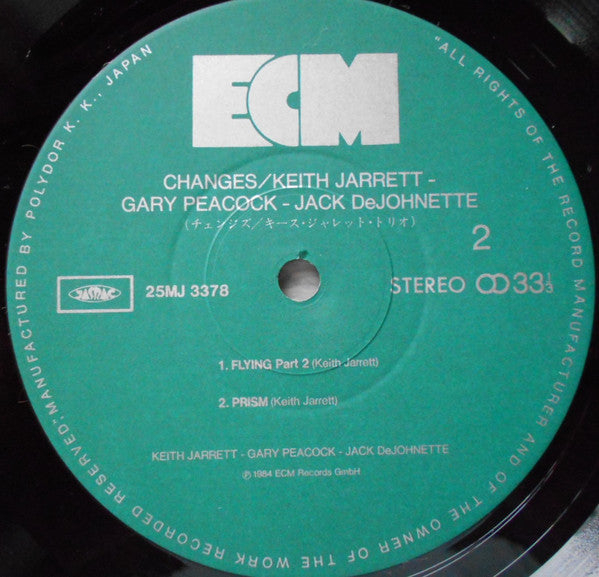 ECM
CHANGES/KEITH JARRETT -
GARY PEACOCK - JACK DeJOHNETTE
(チェンジズ/キース・ジャレット・トリオ)
2
JASRAC
25MJ 3378
STEREO
33 1/3
1. FLYING Part 2 (Keith Jarrett)
2. PRISM (Keith Jarrett)
KEITH JARRETT - GARY PEACOCK - JACK DeJOHNETTE
℗ 1984 ECM Records GmbH
"ALL RIGHTS OF THE RECORD MANUFACTURER AND OF THE OWNER OF THE WORK RECORDED RESERVED" MANUFACTURED BY POLYDOR K. K., JAPAN